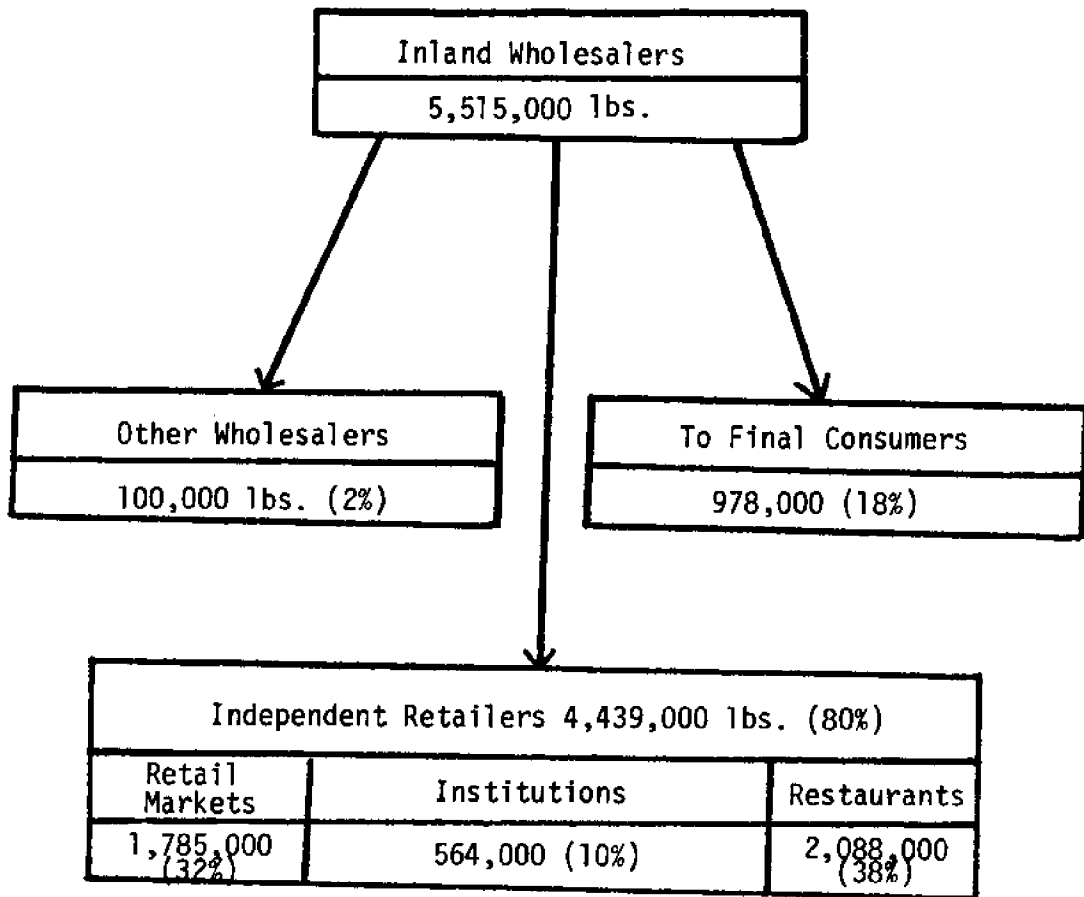 Inland Wholesalers
5,515,000 lbs.
Other Wholesalers
100,000 lbs. (2%)
To Final Consumers
978,000 (18%)
Independent Retailers 4,439,000 lbs. (80%)
Retail
Markets
Institutions
Restaurants
1,785,000
(32%)
564,000 (10%)
2,088,000
(38%)